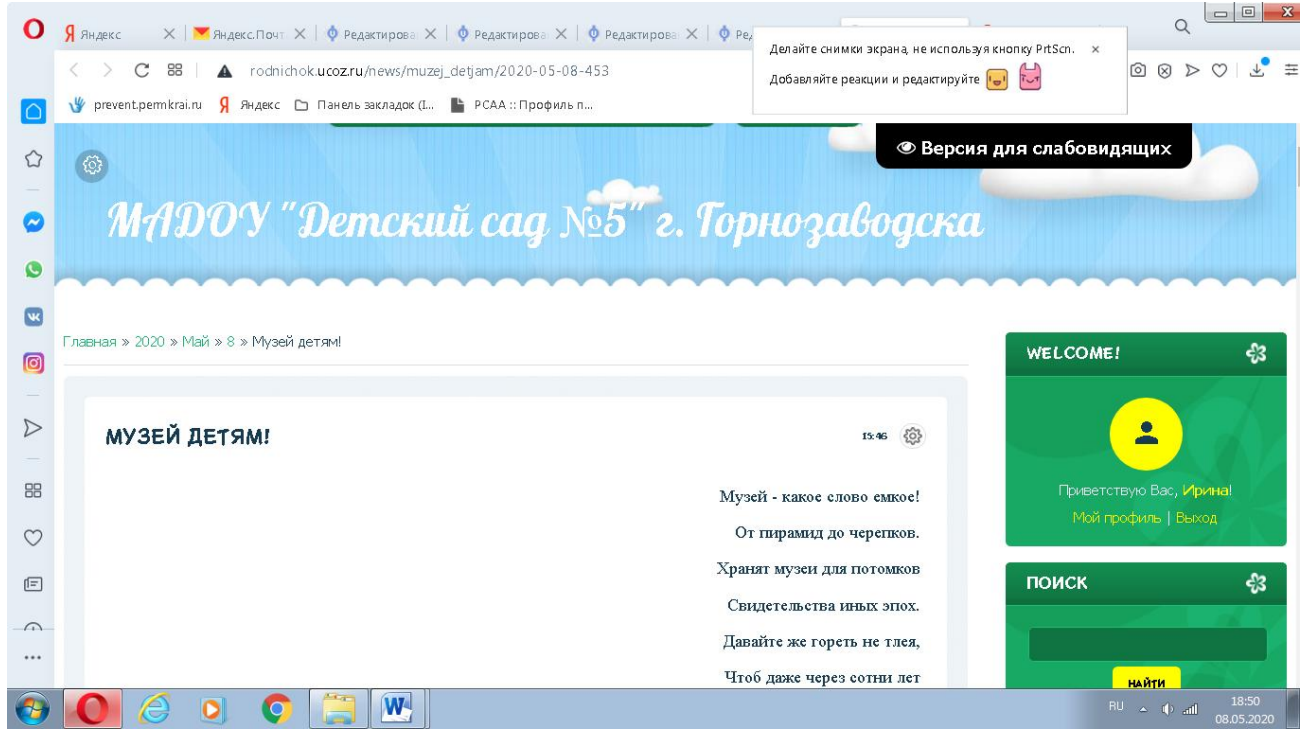 Яндекс
Яндекс.Почт
Редактирова
Редактирова
Редактирова
Ред
Делайте снимки экрана, не используя кнопку PrtScn.
Добавляйте реакции и редактируйте
rodnichok.ucoz.ru/news/muzej_detjam/2020-05-08-453
prevent.permkrai.ru
Яндекс
Панель закладок (I...
РСАА :: Профиль п...
Версия для слабовидящих
МАДОУ "Детский сад №5" г. Горнозаводска
Главная » 2020 » Май » 8 » Музей детям!
МУЗЕЙ ДЕТЯМ!
15:46
Музей - какое слово емкое!
От пирамид до черепков.
Хранят музеи для потомков
Свидетельства иных эпох.
Давайте же гореть не тлея,
Чтоб даже через сотни лет
WELCOME!
Приветствую Вас, Ирина!
Мой профиль | Выход
ПОИСК
НАЙТИ
RU
18:50
08.05.2020